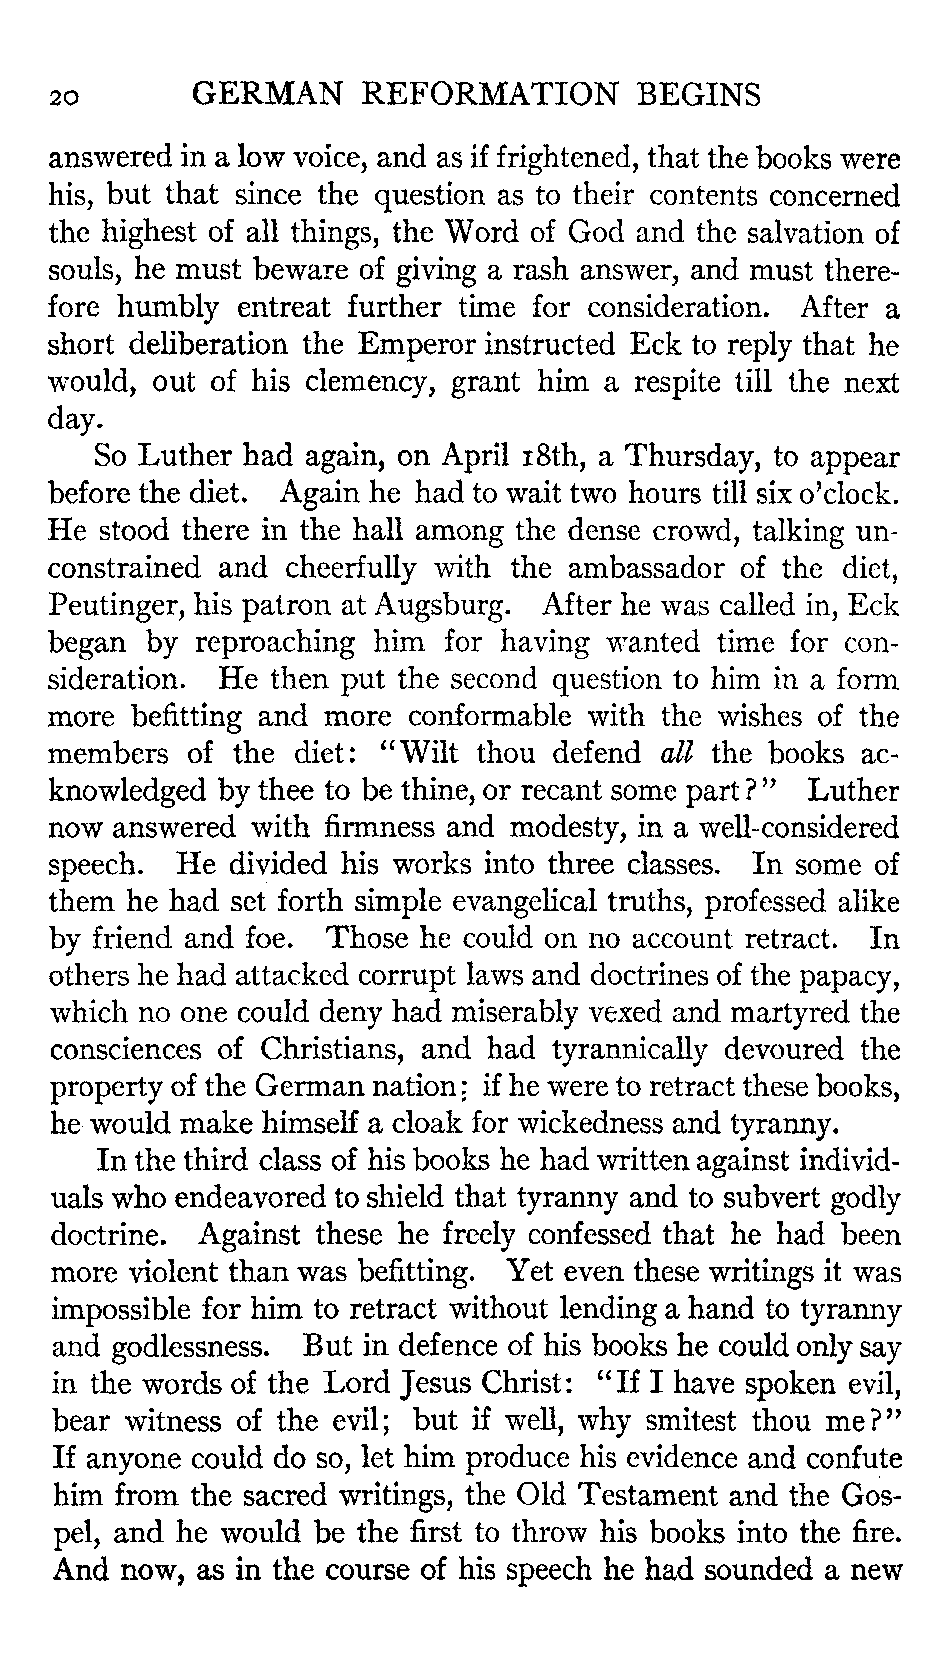 20 GERMAN REFORMATION BEGINS
answered in a low voice, and as if frightened, that the books were
his, but that since the question as to their contents concerned
the highest of all things, the Word of God and the salvation of
souls, he must beware of giving a rash answer, and must there-
fore humbly entreat further time for consideration. After a
short deliberation the Emperor instructed Eck to reply that he
would, out of his clemency, grant him a respite till the next
day.
So Luther had again, on April 18th, a Thursday, to appear
before the diet. Again he had to wait two hours till six o'clock.
He stood there in the hall among the dense crowd, talking un-
constrained and cheerfully with the ambassador of the diet,
Peutinger, his patron at Augsburg. After he was called in, Eck
began by reproaching him for having wanted time for con-
sideration. He then put the second question to him in a form
more befitting and more conformable with the wishes of the
members of the diet: "Wilt thou defend all the books ac-
knowledged by thee to be thine, or recant some part?" Luther
now answered with firmness and modesty, in a well-considered
speech. He divided his works into three classes. In some of
them he had set forth simple evangelical truths, professed alike
by friend and foe. Those he could on no account retract. In
others he had attacked corrupt laws and doctrines of the papacy,
which no one could deny had miserably vexed and martyred the
consciences of Christians, and had tyrannically devoured the
property of the German nation; if he were to retract these books,
he would make himself a cloak for wickedness and tyranny.
In the third class of his books he had written against individ-
uals who endeavored to shield that tyranny and to subvert godly
doctrine. Against these he freely confessed that he had been
more violent than was befitting. Yet even these writings it was
impossible for him to retract without lending a hand to tyranny
and godlessness. But in defence of his books he could only say
in the words of the Lord Jesus Christ: "If I have spoken evil,
bear witness of the evil; but if well, why smitest thou me?"
If anyone could do so, let him produce his evidence and confute
him from the sacred writings, the Old Testament and the Gos-
pel, and he would be the first to throw his books into the fire.
And now, as in the course of his speech he had sounded a new